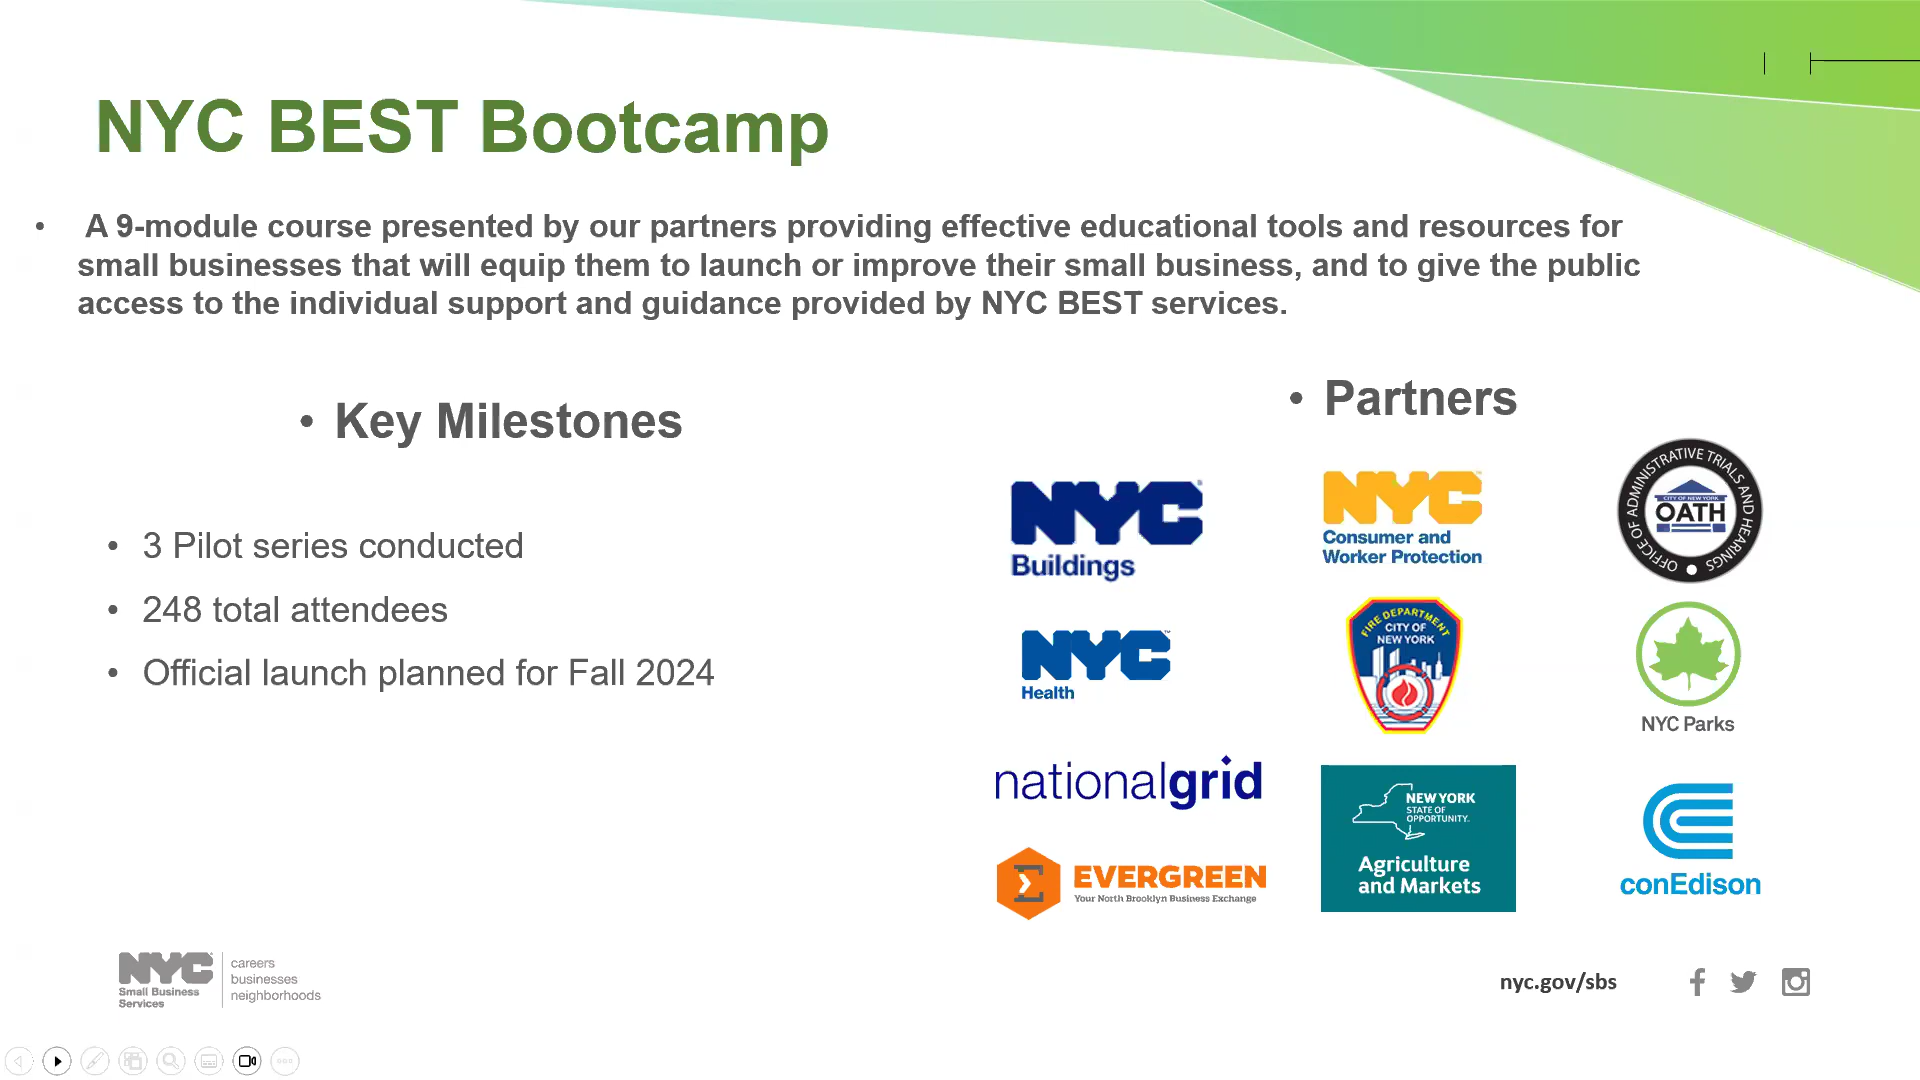 NYC BEST Bootcamp
• A 9-module course presented by our partners providing effective educational tools and resources for
small businesses that will equip them to launch or improve their small business, and to give the public
access to the individual support and guidance provided by NYC BEST services.
• Key Milestones
• 3 Pilot series conducted
• 248 total attendees
• Official launch planned for Fall 2024
• Partners
NYC
Buildings
NYC
Consumer and
Worker Protection
OFFICE OF ADMINISTRATIVE TRIALS AND HEARINGS
CITY OF NEW YORK
OATH
NYC
Health
FIRE DEPARTMENT
CITY OF
NEW YORK
NYC Parks
nationalgrid
NEW YORK
STATE OF
OPPORTUNITY.
Agriculture
and Markets
conEdison
EVERGREEN
Your North Brooklyn Business Exchange
NYC
Small Business
Services
careers
businesses
neighborhoods
nyc.gov/sbs